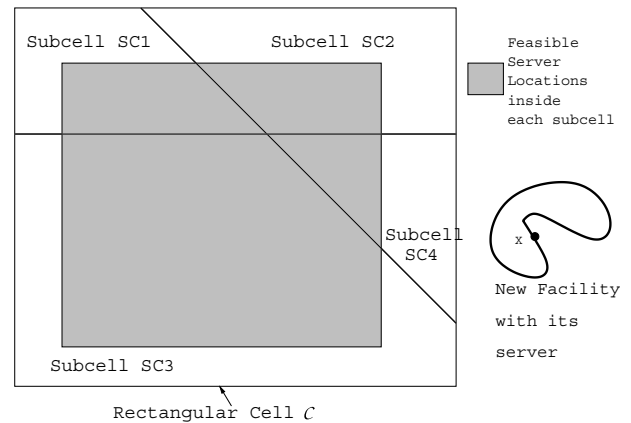 Subcell SC1
Subcell SC2
Feasible
Server
Locations
inside
each subcell
Subcell
SC4
x
New Facility
with its
server
Subcell SC3
Rectangular Cell C